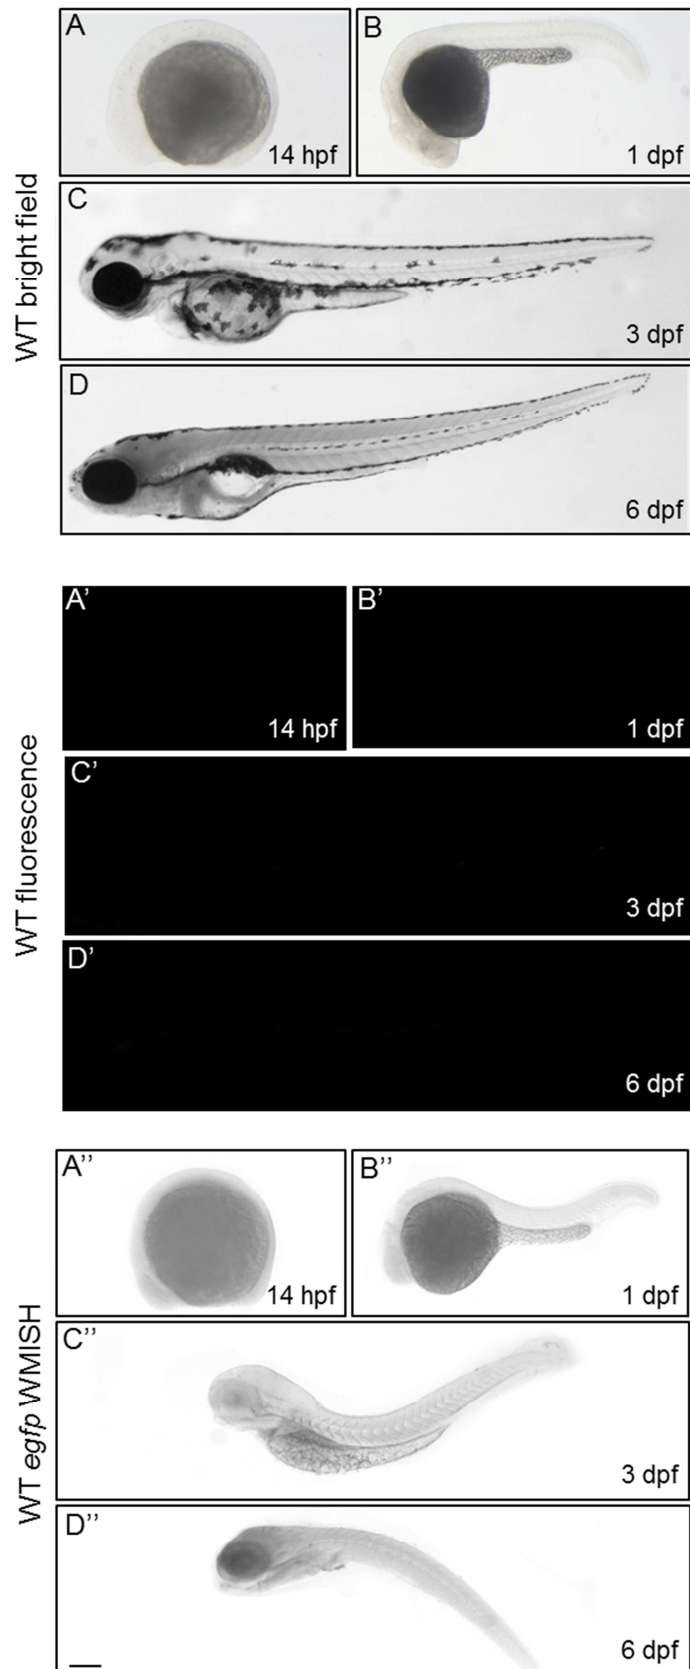 WT bright field
A
14 hpf
B
1 dpf
C
3 dpf
D
6 dpf
WT fluorescence
A’
14 hpf
B’
1 dpf
C’
3 dpf
D’
6 dpf
WT egfp WMISH
A’’
14 hpf
B’’
1 dpf
C’’
3 dpf
D’’
6 dpf